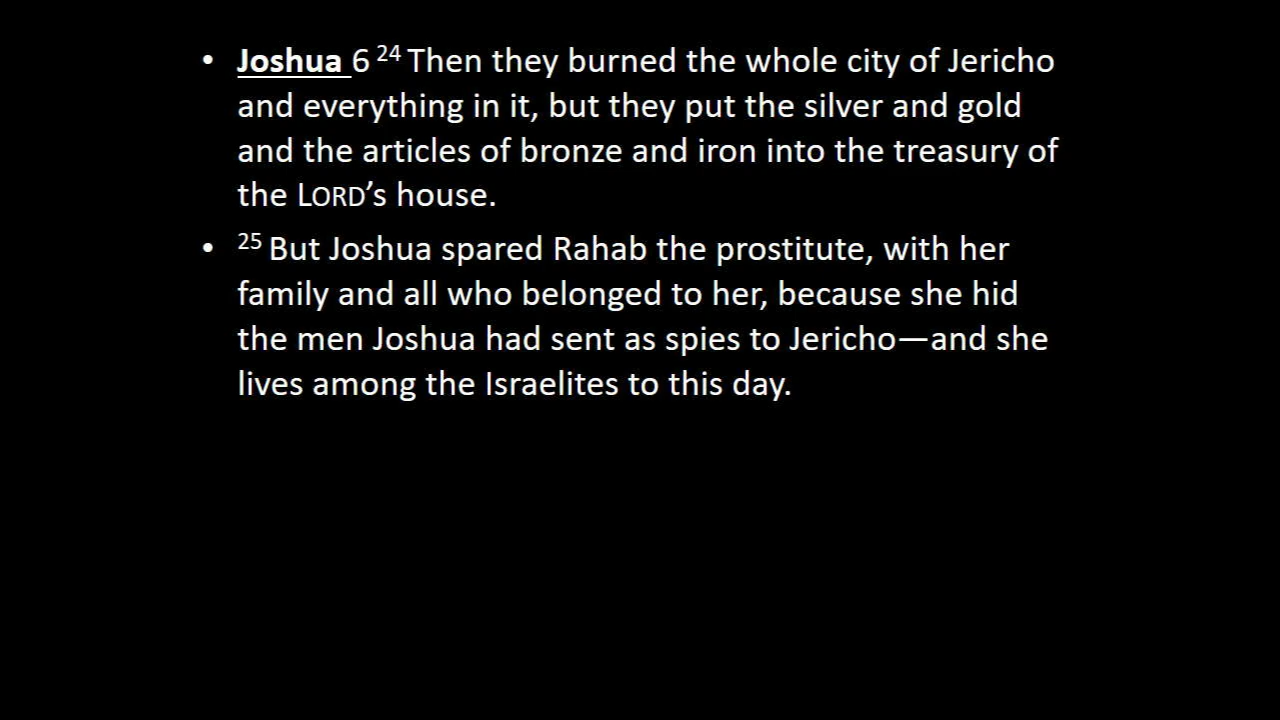 • Joshua 6 24 Then they burned the whole city of Jericho
and everything in it, but they put the silver and gold
and the articles of bronze and iron into the treasury of
the LORD’s house.
• 25 But Joshua spared Rahab the prostitute, with her
family and all who belonged to her, because she hid
the men Joshua had sent as spies to Jericho—and she
lives among the Israelites to this day.